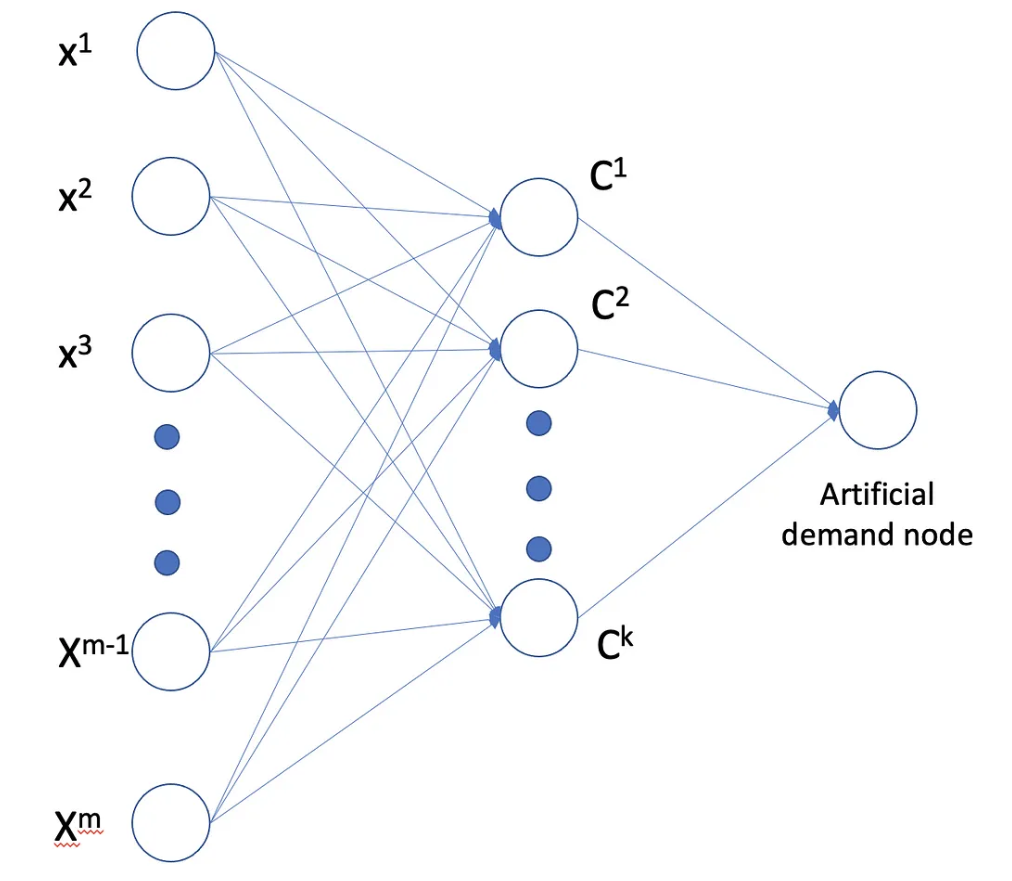 x¹
x²
x³
Xᵐ⁻¹
Xᵐ
C¹
C²
Cᵏ
Artificial
demand node